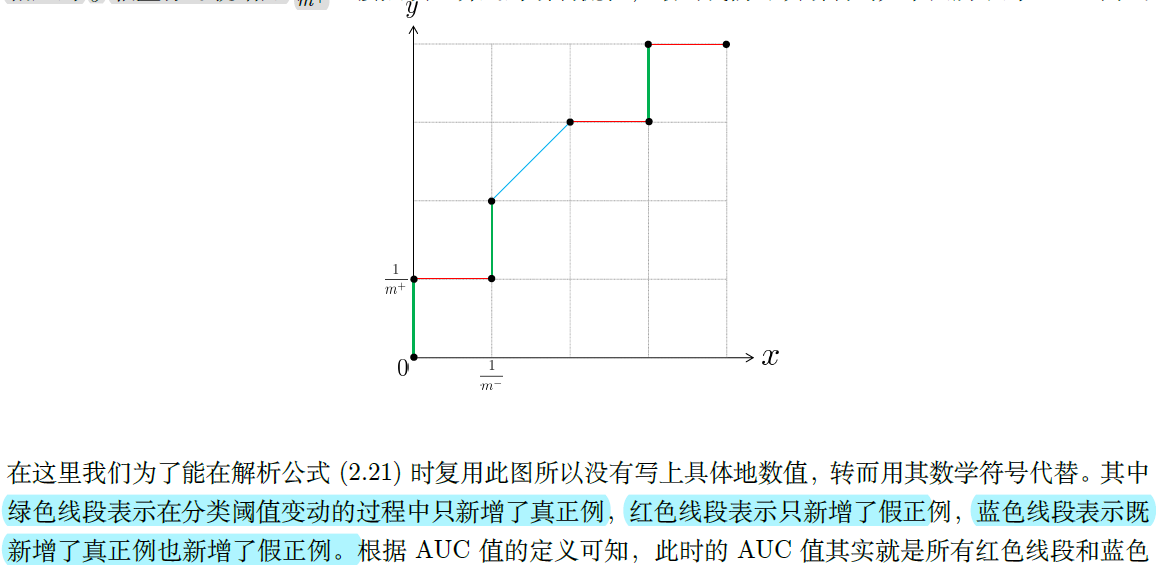 y
1/m⁺
0
1/m⁻
x
在这里我们为了能在解析公式 (2.21) 时复用此图所以没有写上具体地数值，转而用其数学符号代替。其中
绿色线段表示在分类阈值变动的过程中只新增了真正例，红色线段表示只新增了假正例，蓝色线段表示既
新增了真正例也新增了假正例。根据 AUC 值的定义可知，此时的 AUC 值其实就是所有红色线段和蓝色